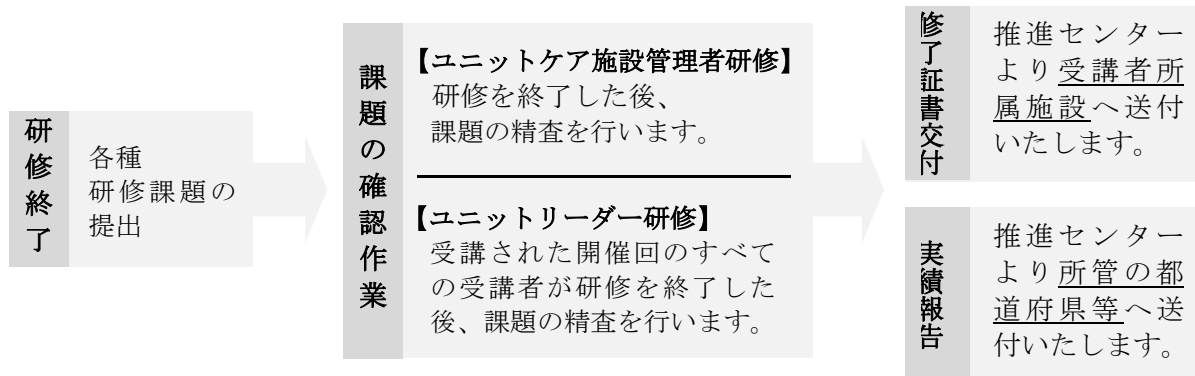 研修終了
各種
研修課題の
提出
課題の確認作業
【ユニットケア施設管理者研修】
研修を終了した後、
課題の精査を行います。
【ユニットリーダー研修】
受講された開催回のすべて
の受講者が研修を終了した
後、課題の精査を行います。
修了証書交付
推進センター
より受講者所
属施設へ送付
いたします。
実績報告
推進センター
より所管の都
道府県等へ送
付いたします。